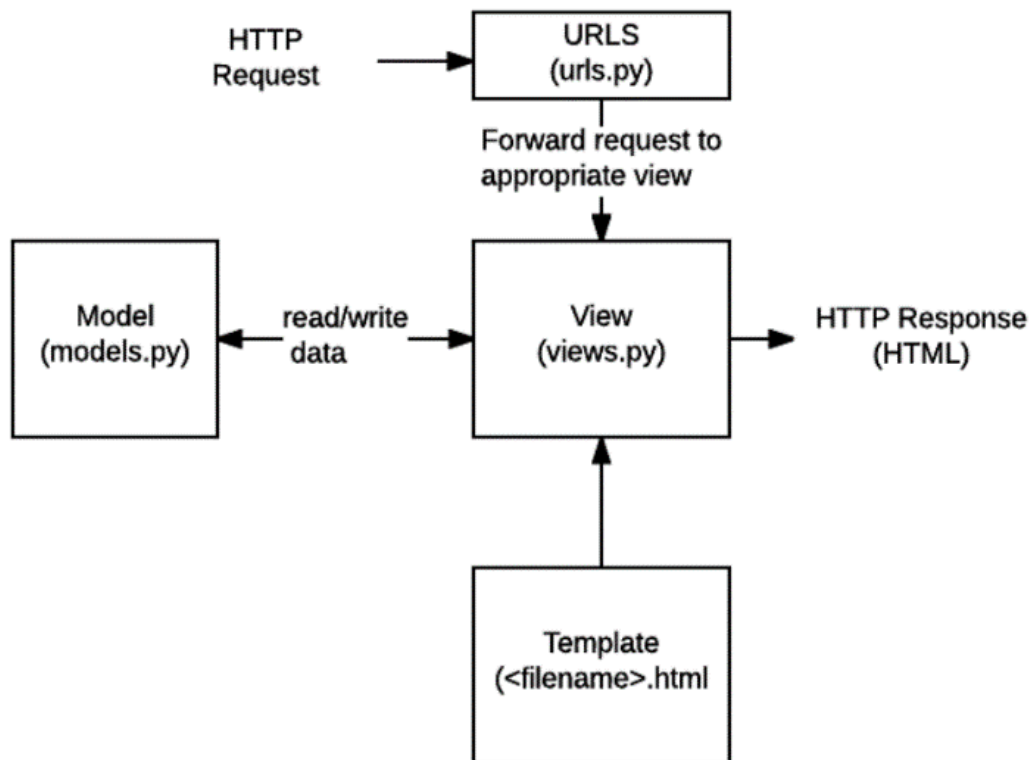 HTTP
Request
URLS
(urls.py)
Forward request to
appropriate view
Model
(models.py)
read/write
data
View
(views.py)
HTTP Response
(HTML)
Template
(<filename>.html